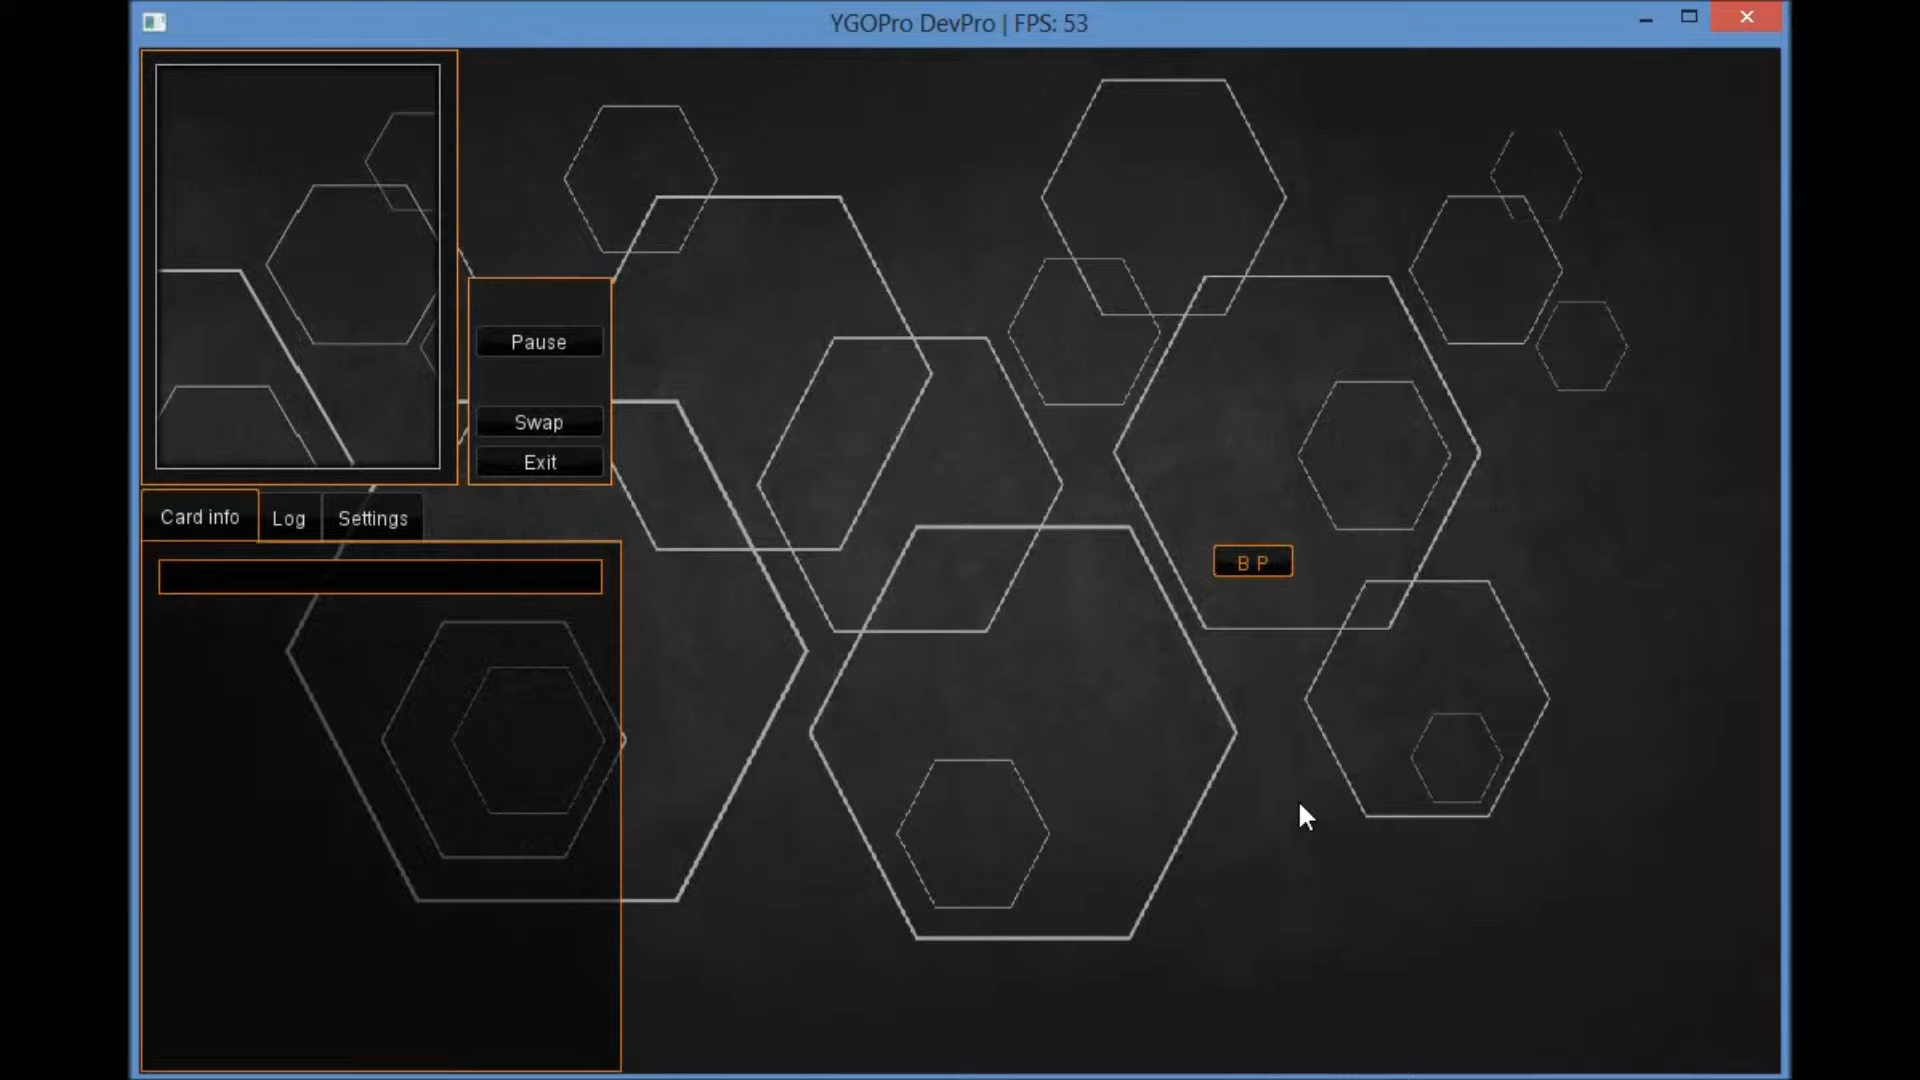 YGOPro DevPro | FPS: 53
Pause
Swap
Exit
Card info
Log
Settings
B P